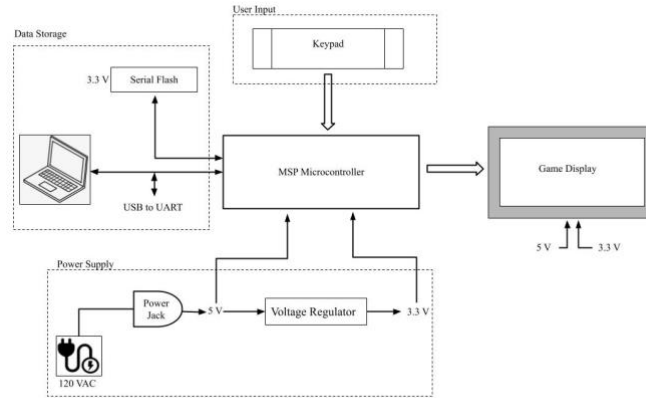 User Input
Keypad
Data Storage
3.3 V
Serial Flash
MSP Microcontroller
Game Display
USB to UART
5 V
3.3 V
Power Supply
Power
Jack
5 V
Voltage Regulator
3.3 V
120 VAC